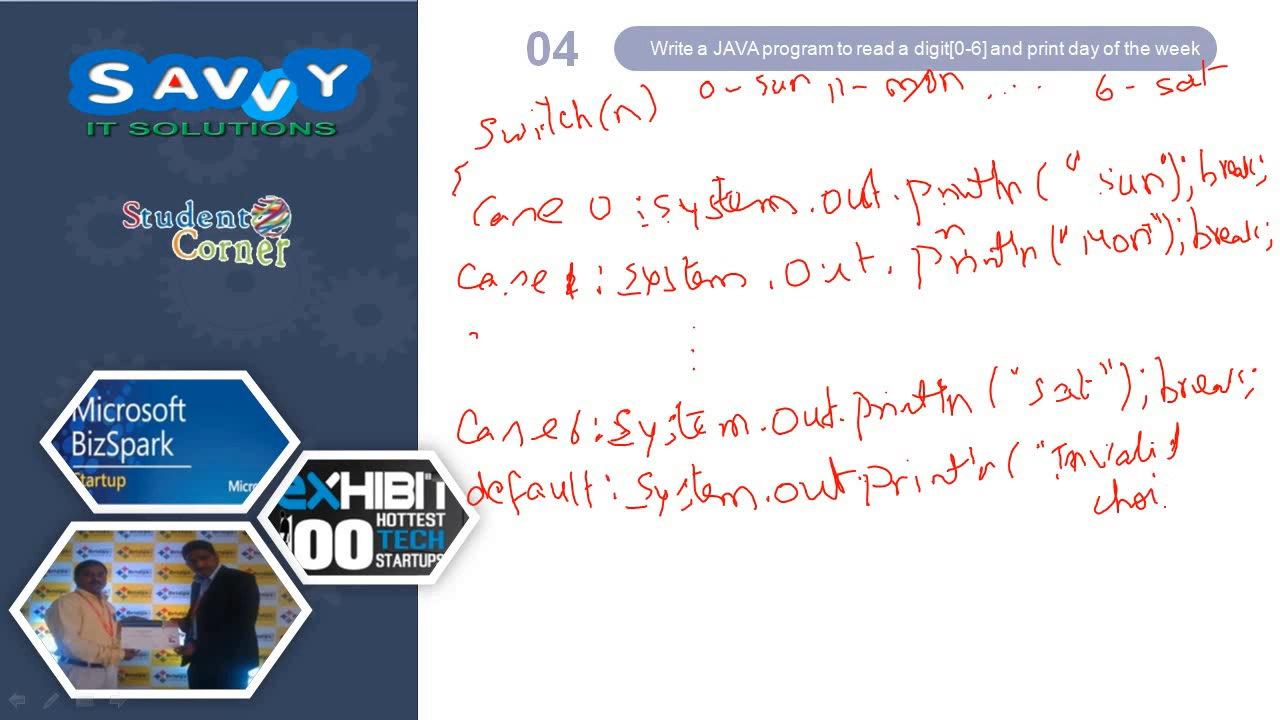 SAVVY
IT SOLUTIONS
Student
Corner
Microsoft
BizSpark
Startup
Micro
eXHIBIT
100
HOTTEST
TECH
STARTUPS
04
Write a JAVA program to read a digit[0-6] and print day of the week
0 - sun 1 - mon .... 6 - sat
switch(n)
{
case 0 : system.out.println("sun");break;
case 1 : system.out.println("Mon");break;
:
case 6 : system.out.println("sat");break;
default : system.out.println("Invalid
choi